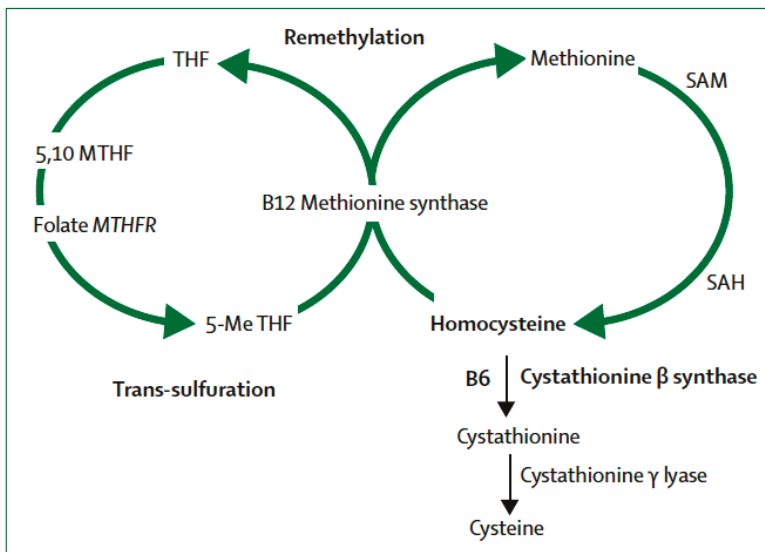 Remethylation
THF
Methionine
SAM
5,10 MTHF
B12 Methionine synthase
Folate MTHFR
SAH
5-Me THF
Homocysteine
Trans-sulfuration
B6
Cystathionine β synthase
Cystathionine
Cystathionine γ lyase
Cysteine